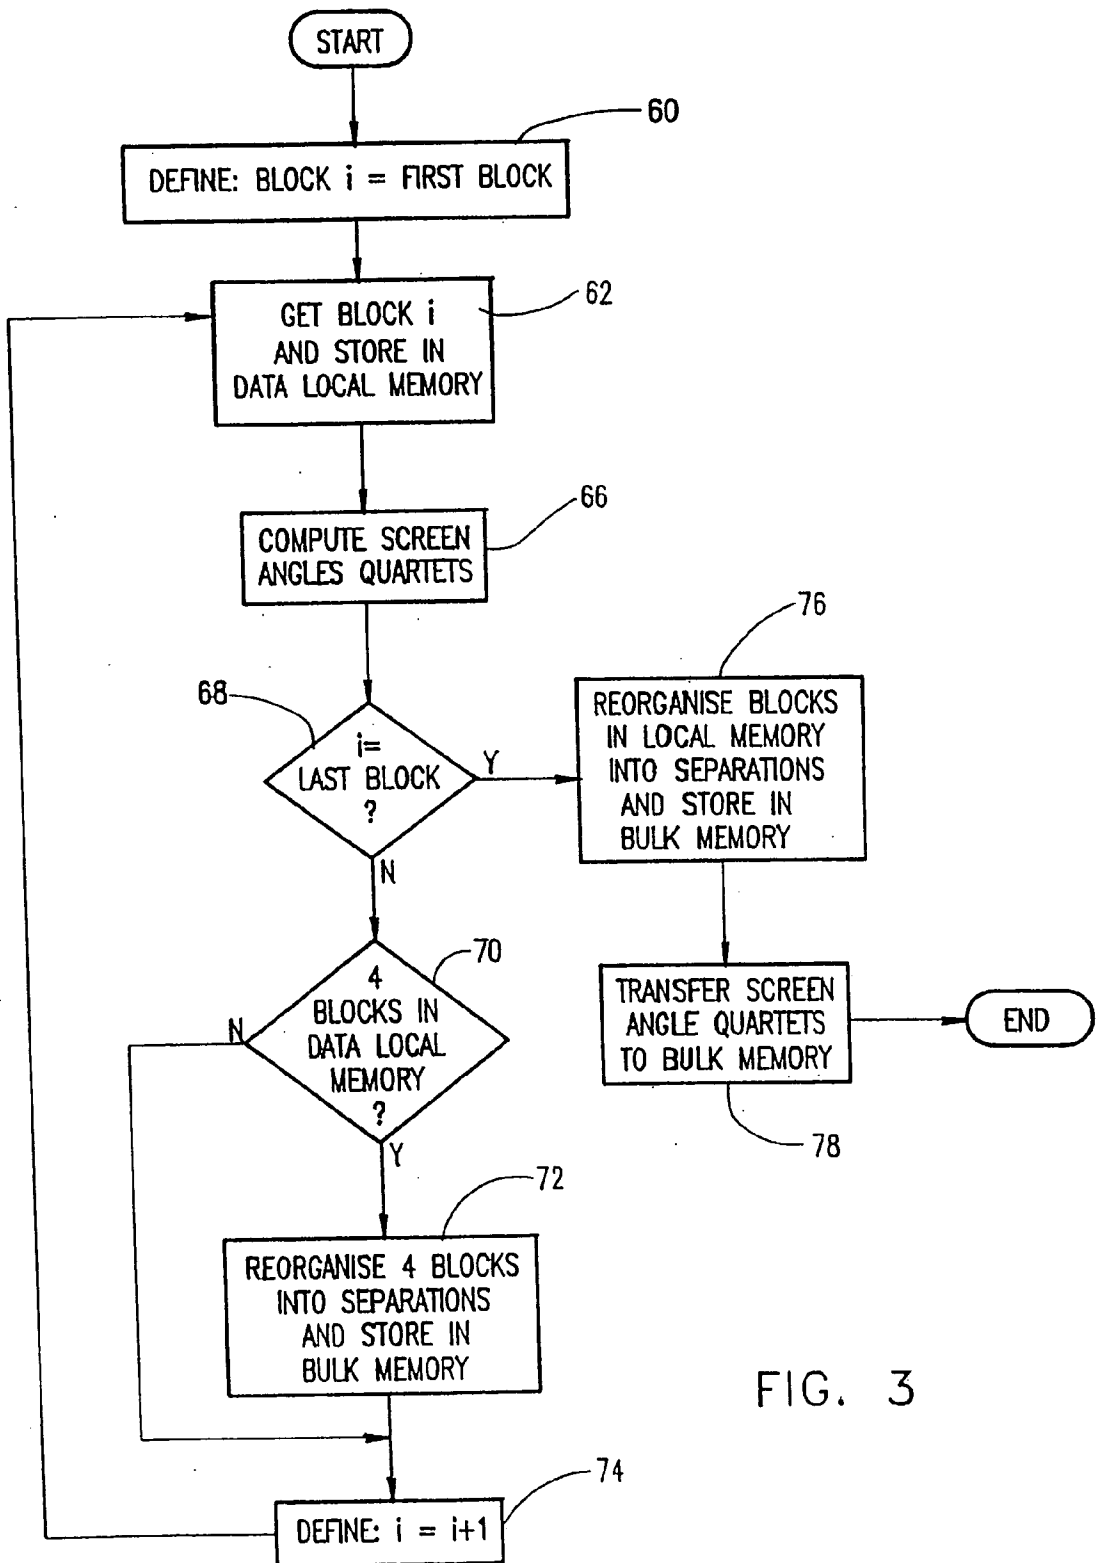 START
60
DEFINE: BLOCK i = FIRST BLOCK
62
GET BLOCK i
AND STORE IN
DATA LOCAL MEMORY
66
COMPUTE SCREEN
ANGLES QUARTETS
68
i=
LAST BLOCK
?
Y
N
76
REORGANISE BLOCKS
IN LOCAL MEMORY
INTO SEPARATIONS
AND STORE IN
BULK MEMORY
70
4
BLOCKS IN
DATA LOCAL
MEMORY
?
N
Y
TRANSFER SCREEN
ANGLE QUARTETS
TO BULK MEMORY
78
END
72
REORGANISE 4 BLOCKS
INTO SEPARATIONS
AND STORE IN
BULK MEMORY
74
DEFINE: i = i+1
FIG. 3